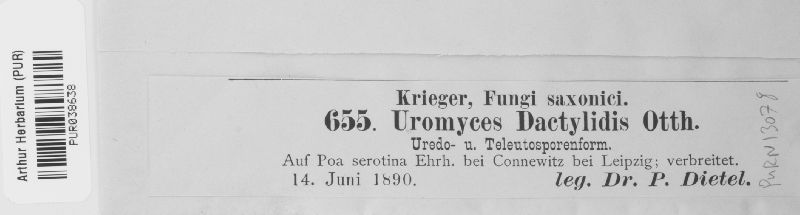 Arthur Herbarium (PUR)
PUR038638
Krieger, Fungi saxonici.
655. Uromyces Dactylidis Otth.
Uredo- u. Teleutosporenform.
Auf Poa serotina Ehrh. bei Connewitz bei Leipzig; verbreitet.
14. Juni 1890. leg. Dr. P. Dietel.
PURN13078